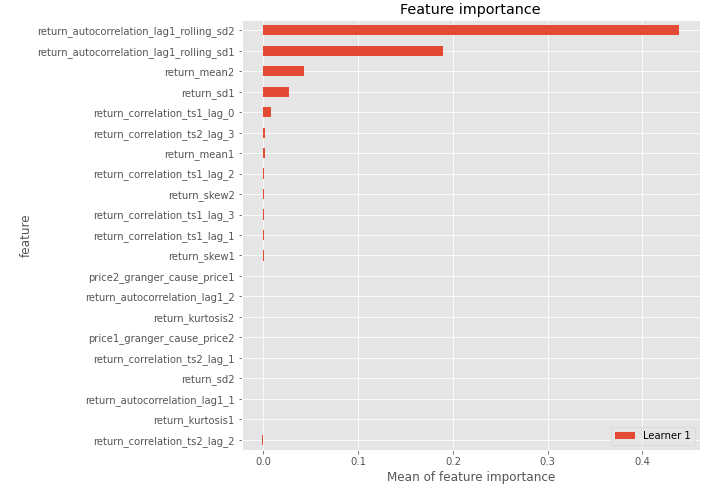 Feature importance
return_autocorrelation_lag1_rolling_sd2
return_autocorrelation_lag1_rolling_sd1
return_mean2
return_sd1
return_correlation_ts1_lag_0
return_correlation_ts2_lag_3
return_mean1
return_correlation_ts1_lag_2
return_skew2
return_correlation_ts1_lag_3
return_correlation_ts1_lag_1
return_skew1
price2_granger_cause_price1
return_autocorrelation_lag1_2
return_kurtosis2
price1_granger_cause_price2
return_correlation_ts2_lag_1
return_sd2
return_autocorrelation_lag1_1
return_kurtosis1
return_correlation_ts2_lag_2
feature
Learner 1
0.0 0.1 0.2 0.3 0.4
Mean of feature importance